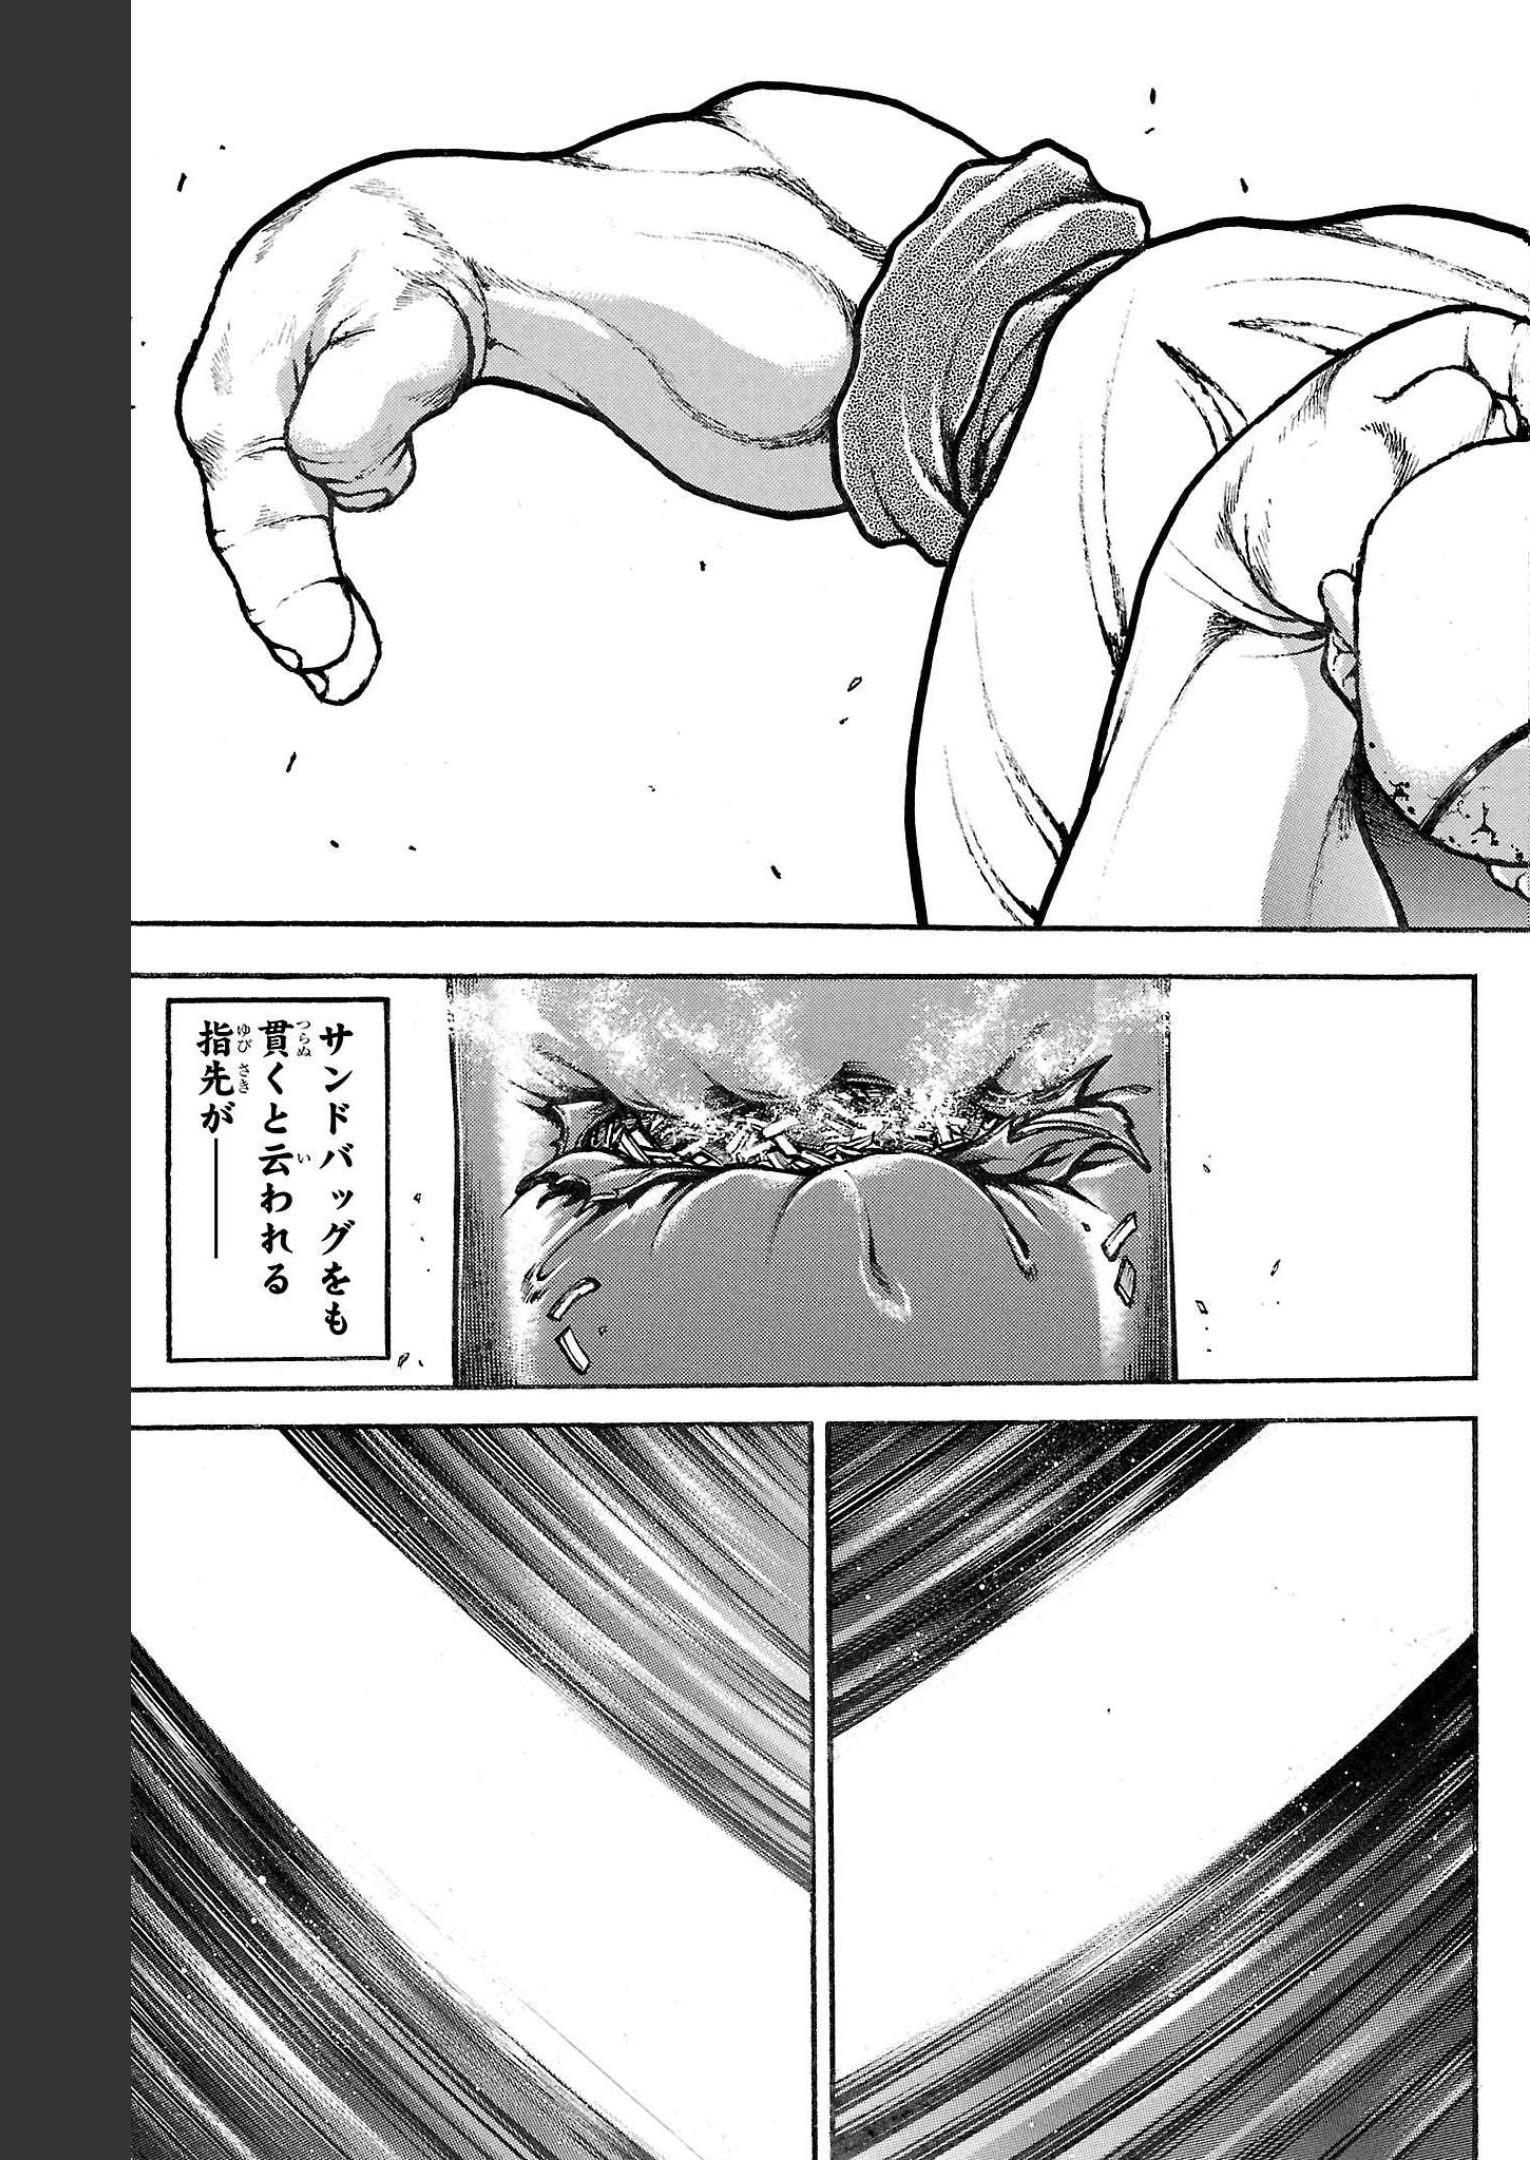 サンドバッグをも
貫くと云われる
指先が――